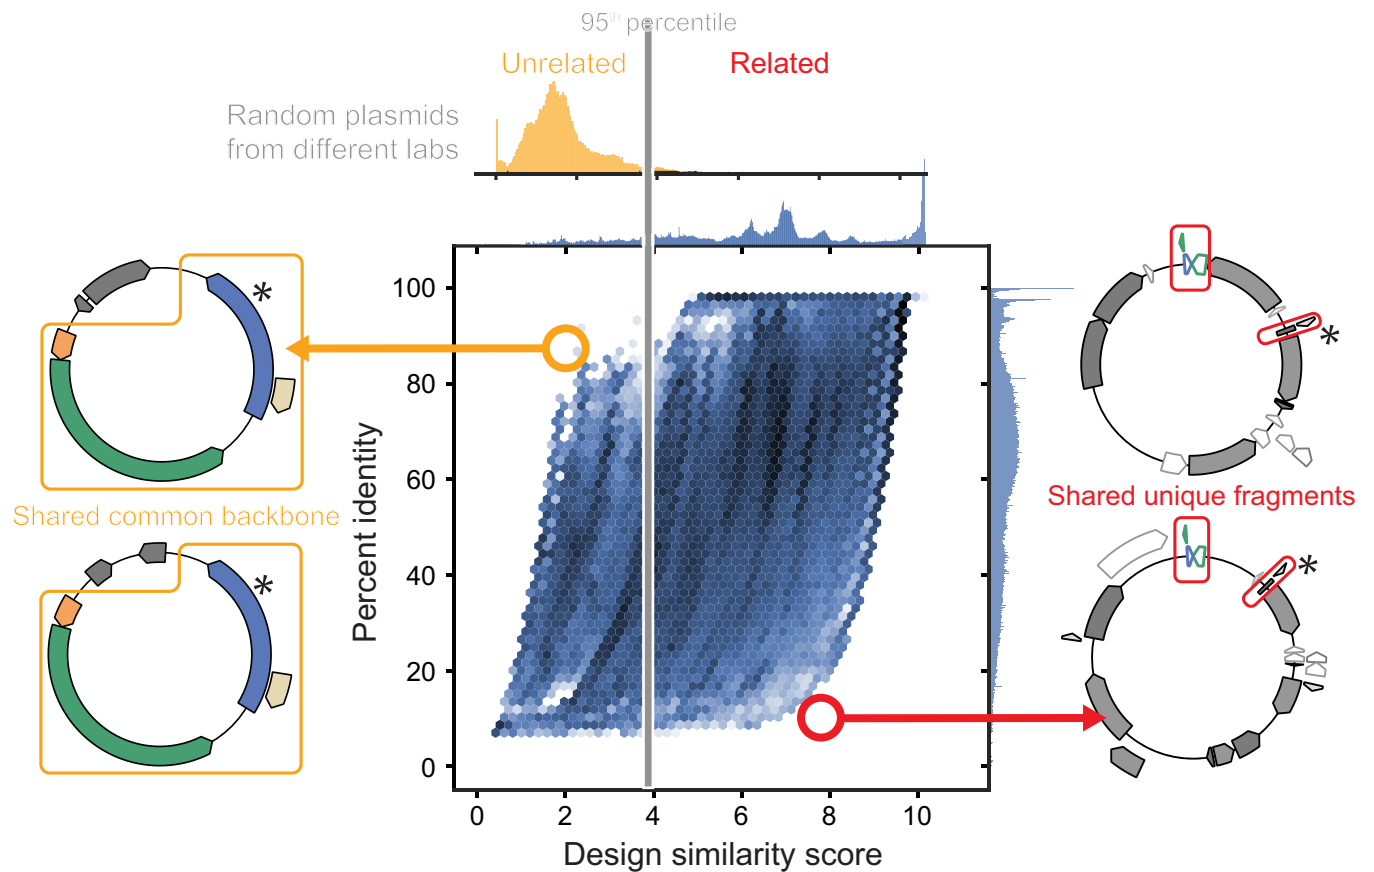 95th percentile
Unrelated
Related
Random plasmids
from different labs
*
*
*
*
Shared common backbone
Shared unique fragments
Percent identity
100
80
60
40
20
0
0 2 4 6 8 10
Design similarity score